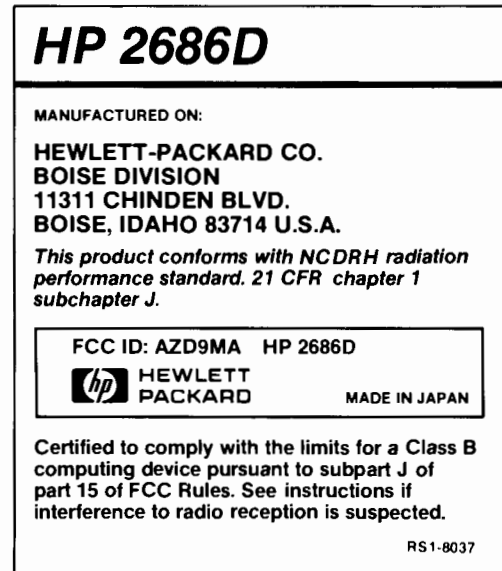 HP 2686D
MANUFACTURED ON:
HEWLETT-PACKARD CO.
BOISE DIVISION
11311 CHINDEN BLVD.
BOISE, IDAHO 83714 U.S.A.
This product conforms with NCDRH radiation
performance standard. 21 CFR chapter 1
subchapter J.
FCC ID: AZD9MA HP 2686D
hp HEWLETT
PACKARD MADE IN JAPAN
Certified to comply with the limits for a Class B
computing device pursuant to subpart J of
part 15 of FCC Rules. See instructions if
interference to radio reception is suspected.
RS1-8037